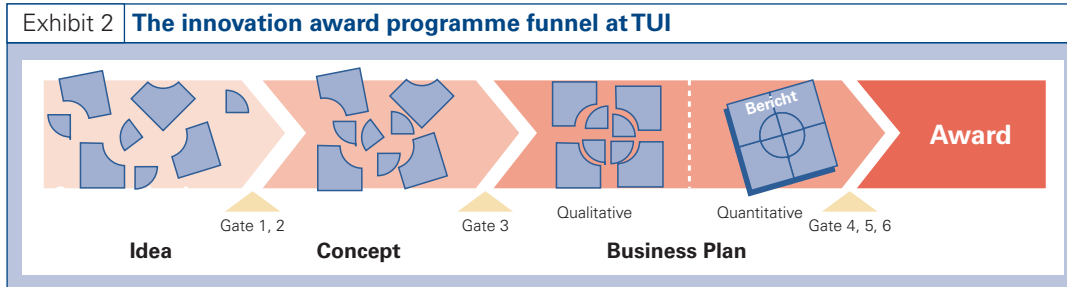 Exhibit 2 The innovation award programme funnel at TUI
Bericht
Award
Qualitative
Quantitative
Gate 1, 2
Gate 3
Gate 4, 5, 6
Idea
Concept
Business Plan